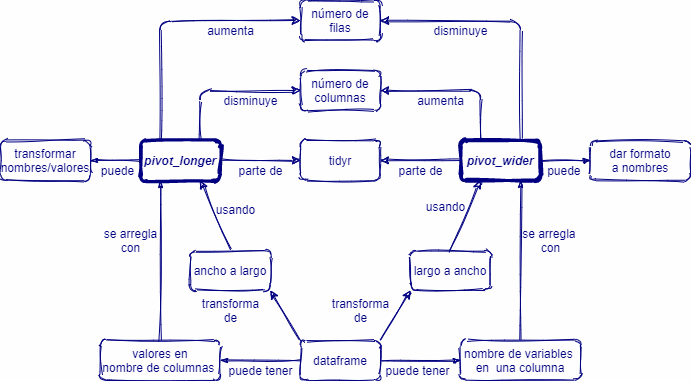 número de
filas
aumenta
disminuye
número de
columnas
disminuye
aumenta
transformar
nombres/valores
puede
pivot_longer
parte de
tidyr
parte de
pivot_wider
puede
dar formato
a nombres
usando
usando
se arregla
con
se arregla
con
ancho a largo
largo a ancho
transforma
de
transforma
de
valores en
nombre de columnas
puede tener
dataframe
puede tener
nombre de variables
en una columna